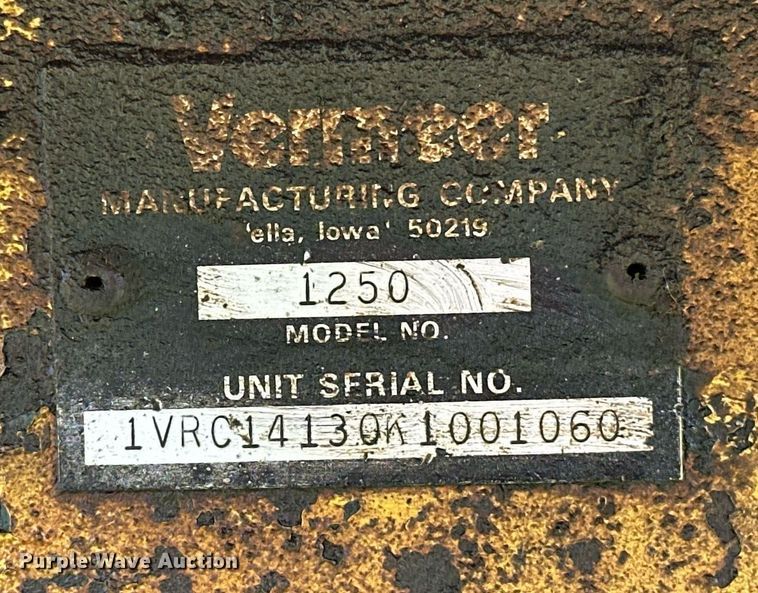 Vermeer
MANUFACTURING COMPANY
'ella, Iowa' 50219
1250
MODEL NO.
UNIT SERIAL NO.
1VRC14130K1001060
Purple Wave Auction